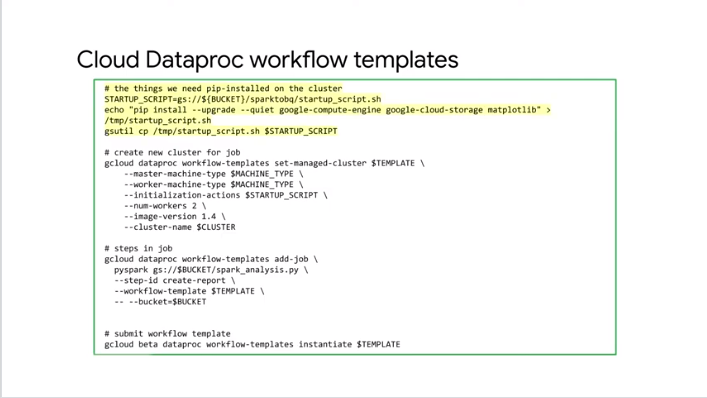 Cloud Dataproc workflow templates
# the things we need pip-installed on the cluster
STARTUP_SCRIPT=gs://${BUCKET}/sparktobq/startup_script.sh
echo "pip install --upgrade --quiet google-compute-engine google-cloud-storage matplotlib" >
/tmp/startup_script.sh
gsutil cp /tmp/startup_script.sh $STARTUP_SCRIPT
# create new cluster for job
gcloud dataproc workflow-templates set-managed-cluster $TEMPLATE \
--master-machine-type $MACHINE_TYPE \
--worker-machine-type $MACHINE_TYPE \
--initialization-actions $STARTUP_SCRIPT \
--num-workers 2 \
--image-version 1.4 \
--cluster-name $CLUSTER
# steps in job
gcloud dataproc workflow-templates add-job \
pyspark gs://$BUCKET/spark_analysis.py \
--step-id create-report \
--workflow-template $TEMPLATE \
-- --bucket=$BUCKET
# submit workflow template
gcloud beta dataproc workflow-templates instantiate $TEMPLATE